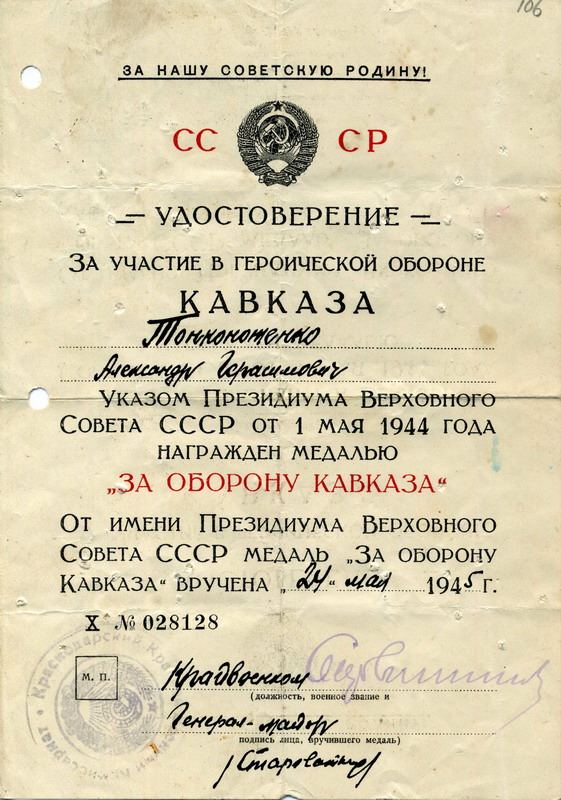 106
ЗА НАШУ СОВЕТСКУЮ РОДИНУ!
СС СР
УДОСТОВЕРЕНИЕ
ЗА УЧАСТИЕ В ГЕРОИЧЕСКОЙ ОБОРОНЕ
КАВКАЗА
Тонконоженко
Александр Герасимович
УКАЗОМ ПРЕЗИДИУМА ВЕРХОВНОГО
СОВЕТА СССР ОТ 1 МАЯ 1944 ГОДА
НАГРАЖДЕН МЕДАЛЬЮ
„ЗА ОБОРОНУ КАВКАЗА“
ОТ ИМЕНИ ПРЕЗИДИУМА ВЕРХОВНОГО
СОВЕТА СССР МЕДАЛЬ „ЗА ОБОРОНУ
КАВКАЗА“ ВРУЧЕНА „24“ мая 1945 г.
X № 028128
Краснодарский
М. П.
Крайвоенком
(должность, военное звание и
Генерал-майор
подпись лица, вручившего медаль)